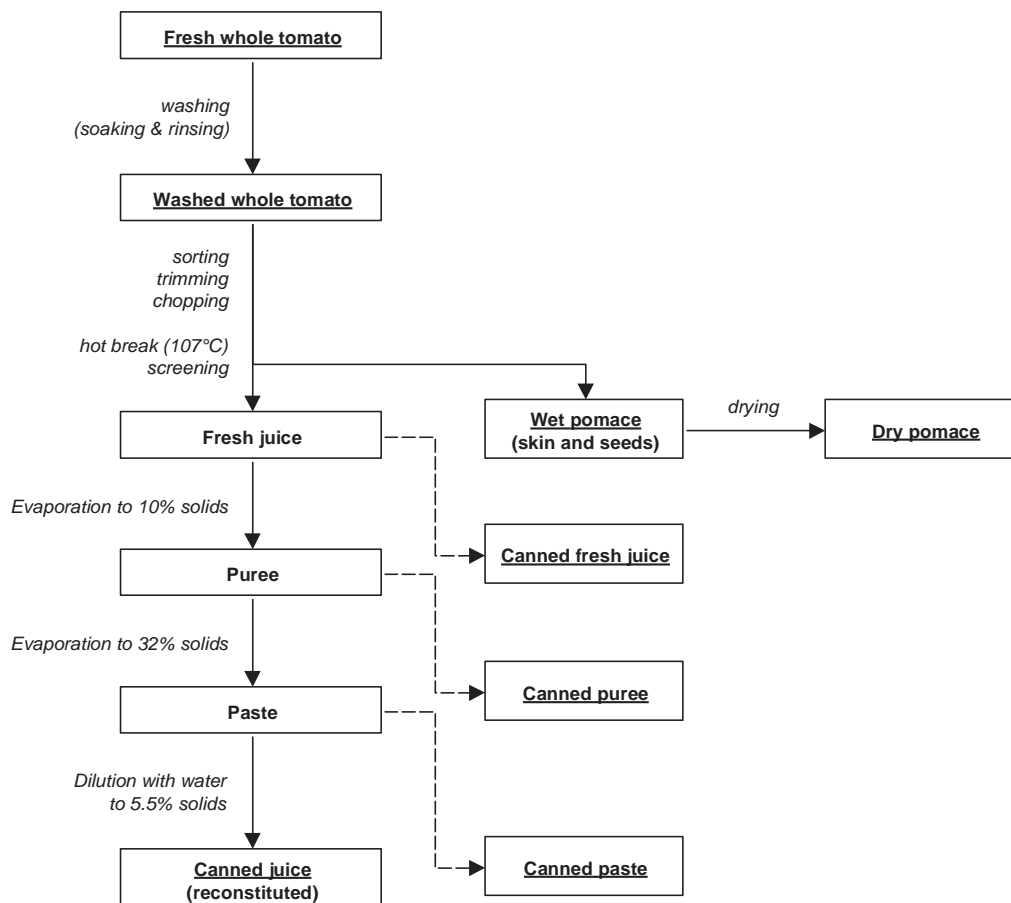 Fresh whole tomato
washing
(soaking & rinsing)
Washed whole tomato
sorting
trimming
chopping
hot break (107°C)
screening
Fresh juice
Wet pomace
(skin and seeds)
drying
Dry pomace
Evaporation to 10% solids
Canned fresh juice
Puree
Evaporation to 32% solids
Canned puree
Paste
Dilution with water
to 5.5% solids
Canned juice
(reconstituted)
Canned paste